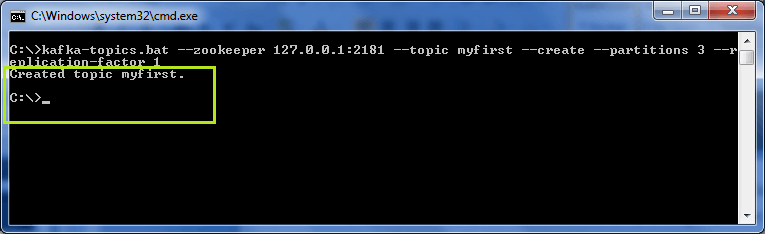 C:\Windows\system32\cmd.exe
C:\>kafka-topics.bat --zookeeper 127.0.0.1:2181 --topic myfirst --create --partitions 3 --r
eplication-factor 1
Created topic myfirst.
C:\>_